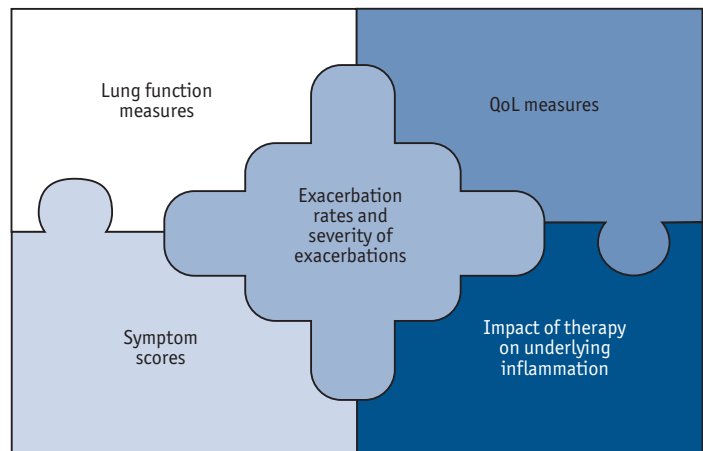 Lung function
measures
QoL measures
Exacerbation
rates and
severity of
exacerbations
Symptom
scores
Impact of therapy
on underlying
inflammation